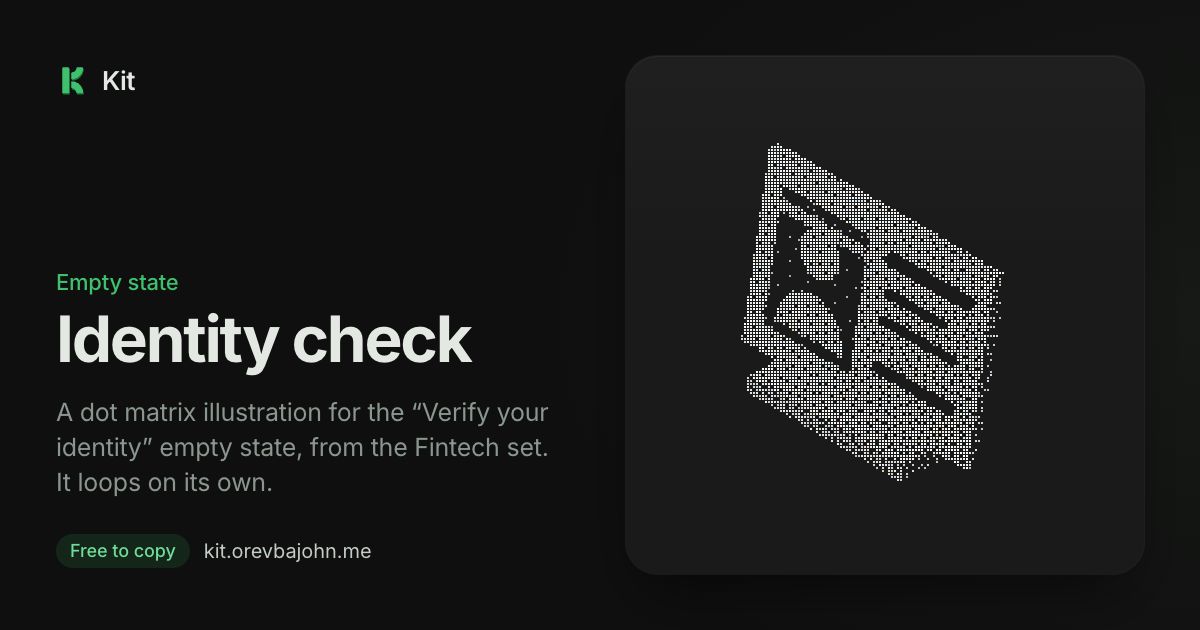 Kit
Empty state
Identity check
A dot matrix illustration for the “Verify your
identity” empty state, from the Fintech set.
It loops on its own.
Free to copy
kit.orevbajohn.me